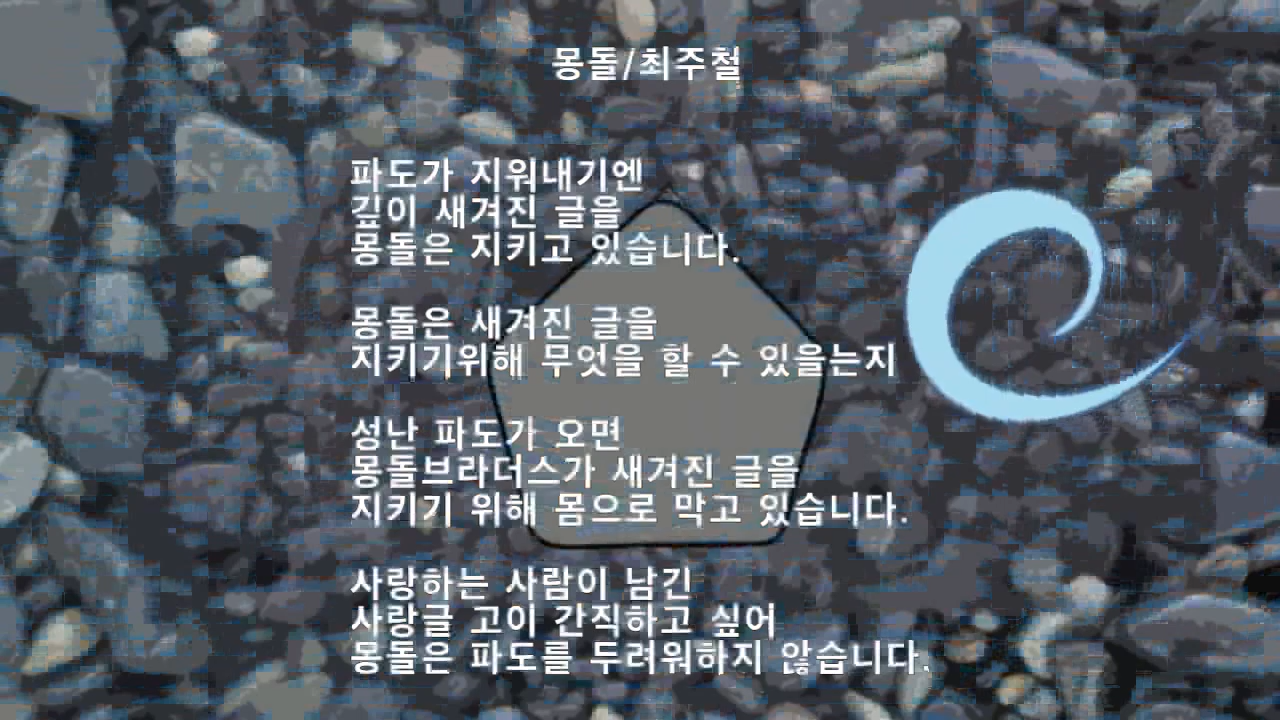 몽돌/최주철
파도가 지워내기엔
깊이 새겨진 글을
몽돌은 지키고 있습니다.
몽돌은 새겨진 글을
지키기위해 무엇을 할 수 있을는지
성난 파도가 오면
몽돌브라더스가 새겨진 글을
지키기 위해 몸으로 막고 있습니다.
사랑하는 사람이 남긴
사랑글 고이 간직하고 싶어
몽돌은 파도를 두려워하지 않습니다.